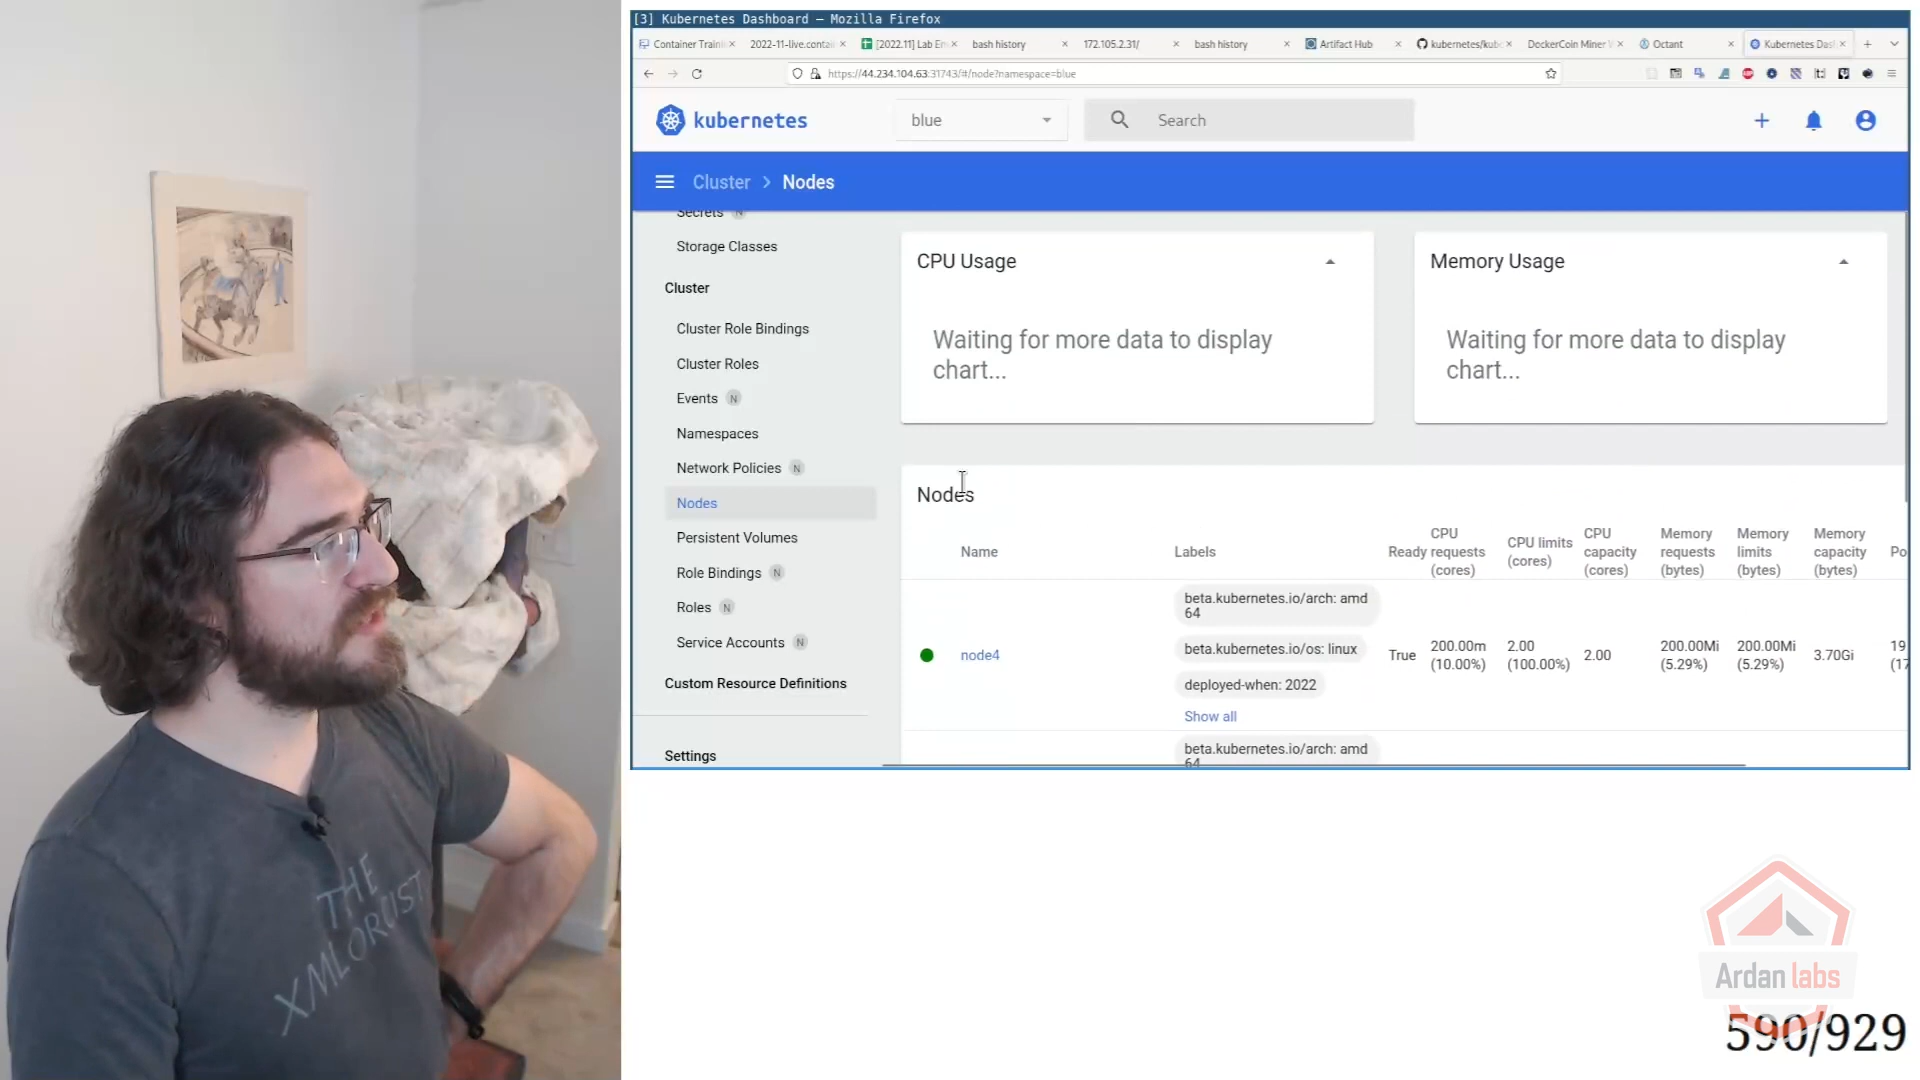 [3] Kubernetes Dashboard — Mozilla Firefox
Container Traini
2022-11-live.contai
[2022.11] Lab En
bash history
172.105.2.31/
bash history
Artifact Hub
kubernetes/kub
DockerCoin Miner
Octant
Kubernetes Das
https://44.234.104.63:31743/#/node?namespace=blue
kubernetes
blue
Search
Cluster > Nodes
Secrets N
Storage Classes
Cluster
Cluster Role Bindings
Cluster Roles
Events N
Namespaces
Network Policies N
Nodes
Persistent Volumes
Role Bindings N
Roles N
Service Accounts N
Custom Resource Definitions
Settings
CPU Usage
Waiting for more data to display
chart...
Memory Usage
Waiting for more data to display
chart...
Nodes
Name
Labels
Ready
CPU
requests
(cores)
CPU limits
(cores)
CPU
capacity
(cores)
Memory
requests
(bytes)
Memory
limits
(bytes)
Memory
capacity
(bytes)
Po
node4
beta.kubernetes.io/arch: amd
64
beta.kubernetes.io/os: linux
deployed-when: 2022
Show all
True
200.00m
(10.00%)
2.00
(100.00%)
2.00
200.00Mi
(5.29%)
200.00Mi
(5.29%)
3.70Gi
19
(17
beta.kubernetes.io/arch: amd
64
THE
XMLORUST
Ardan labs
590/929